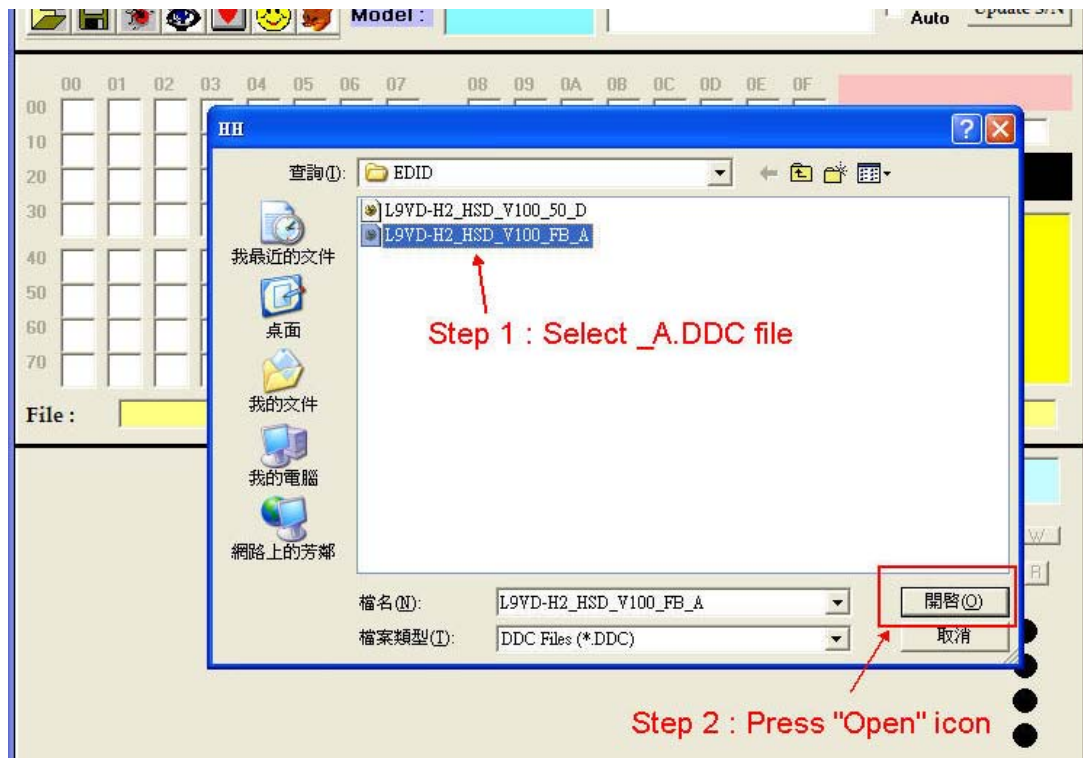 Model :
Auto
Update S/N
00 01 02 03 04 05 06 07 08 09 0A 0B 0C 0D 0E 0F
00
10
20
30
40
50
60
70
HH
查詢(I):
EDID
L9VD-H2_HSD_V100_50_D
L9VD-H2_HSD_V100_FB_A
我最近的文件
桌面
我的文件
我的電腦
網路上的芳鄰
Step 1 : Select _A.DDC file
檔名(N):
L9VD-H2_HSD_V100_FB_A
開啓(O)
檔案類型(T):
DDC Files (*.DDC)
取消
File :
W
R
Step 2 : Press "Open" icon